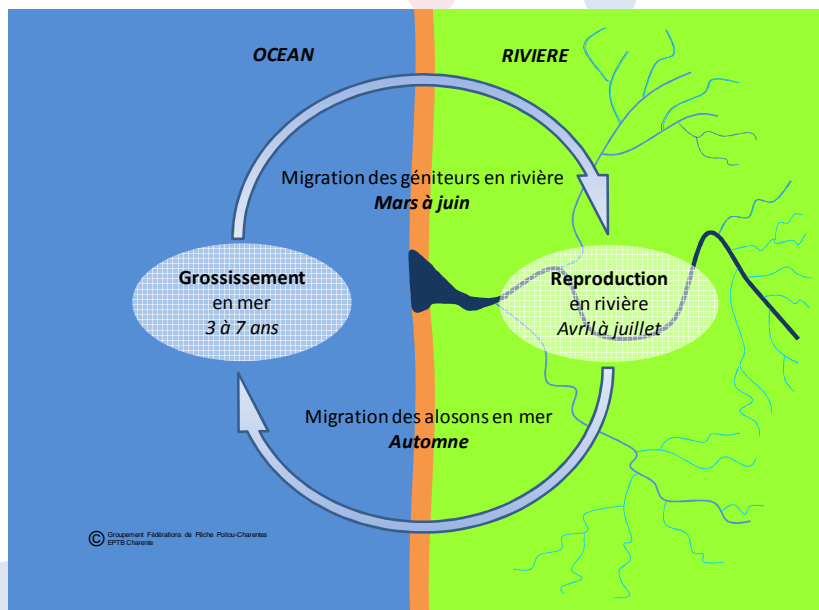 OCEAN
RIVIERE
Migration des géniteurs en rivière
Mars à juin
Grossissement
en mer
3 à 7 ans
Reproduction
en rivière
Avril à juillet
Migration des alosons en mer
Automne
© Groupement Fédérations de Pêche Poitou-Charentes
EPTB Charente